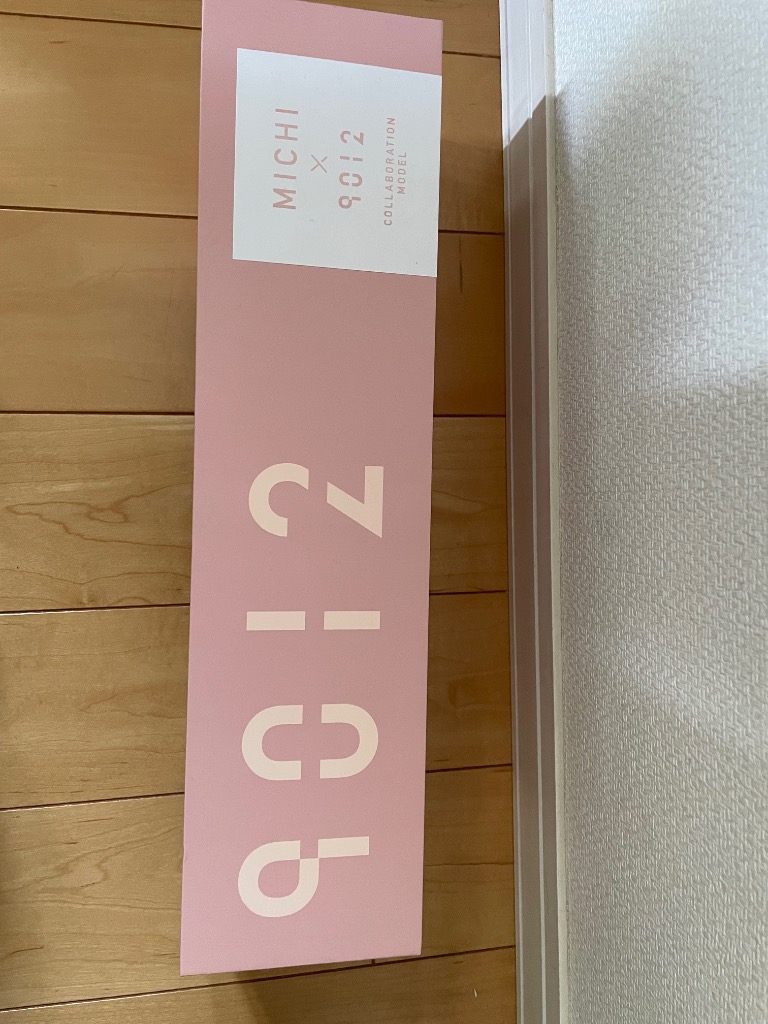 MICHI
×
9012
COLLABORATION
MODEL
9012